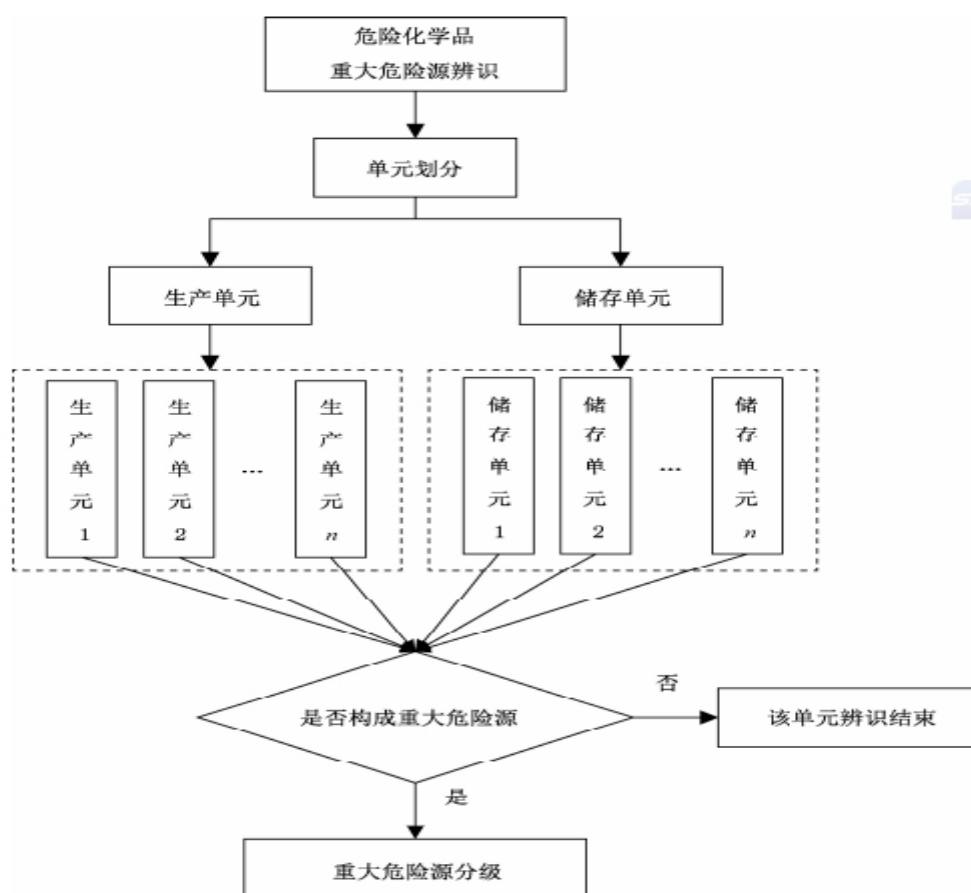 危险化学品
重大危险源辨识
单元划分
生产单元
储存单元
生产单元1
生产单元2
...
生产单元n
储存单元1
储存单元2
...
储存单元n
是否构成重大危险源
否
该单元辨识结束
是
重大危险源分级